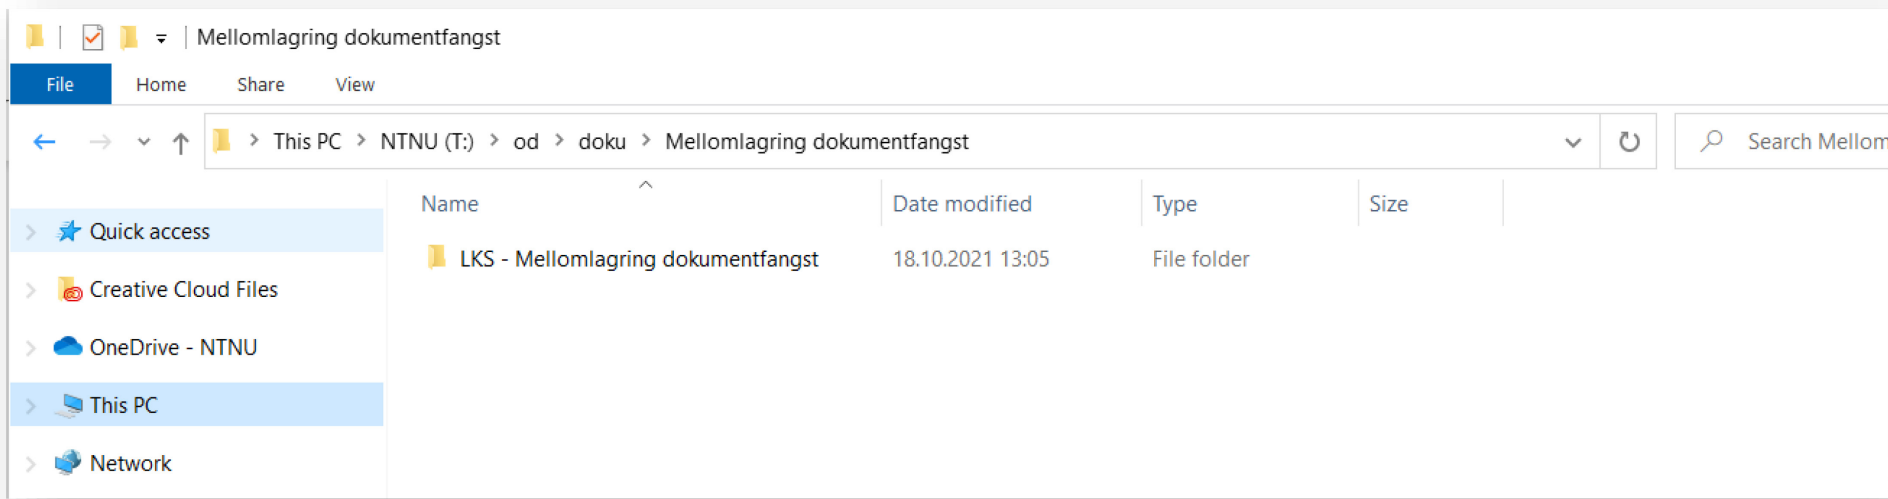 Mellomlagring dokumentfangst
File Home Share View
This PC NTNU (T:) od doku Mellomlagring dokumentfangst Search Mellom
Name Date modified Type Size
Quick access
LKS - Mellomlagring dokumentfangst 18.10.2021 13:05 File folder
Creative Cloud Files
OneDrive - NTNU
This PC
Network